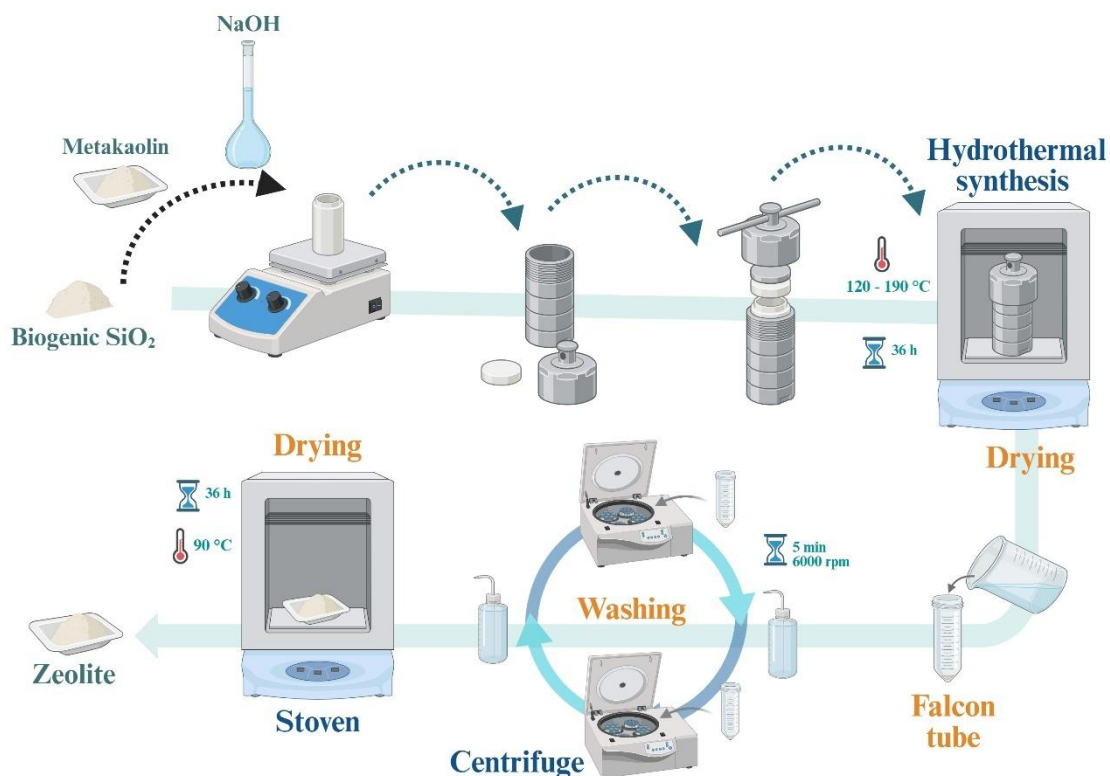 NaOH
Metakaolin
Biogenic SiO₂
Hydrothermal
synthesis
120 - 190 °C
36 h
Drying
Drying
36 h
90 °C
5 min
6000 rpm
Washing
Zeolite
Stoven
Centrifuge
Falcon
tube